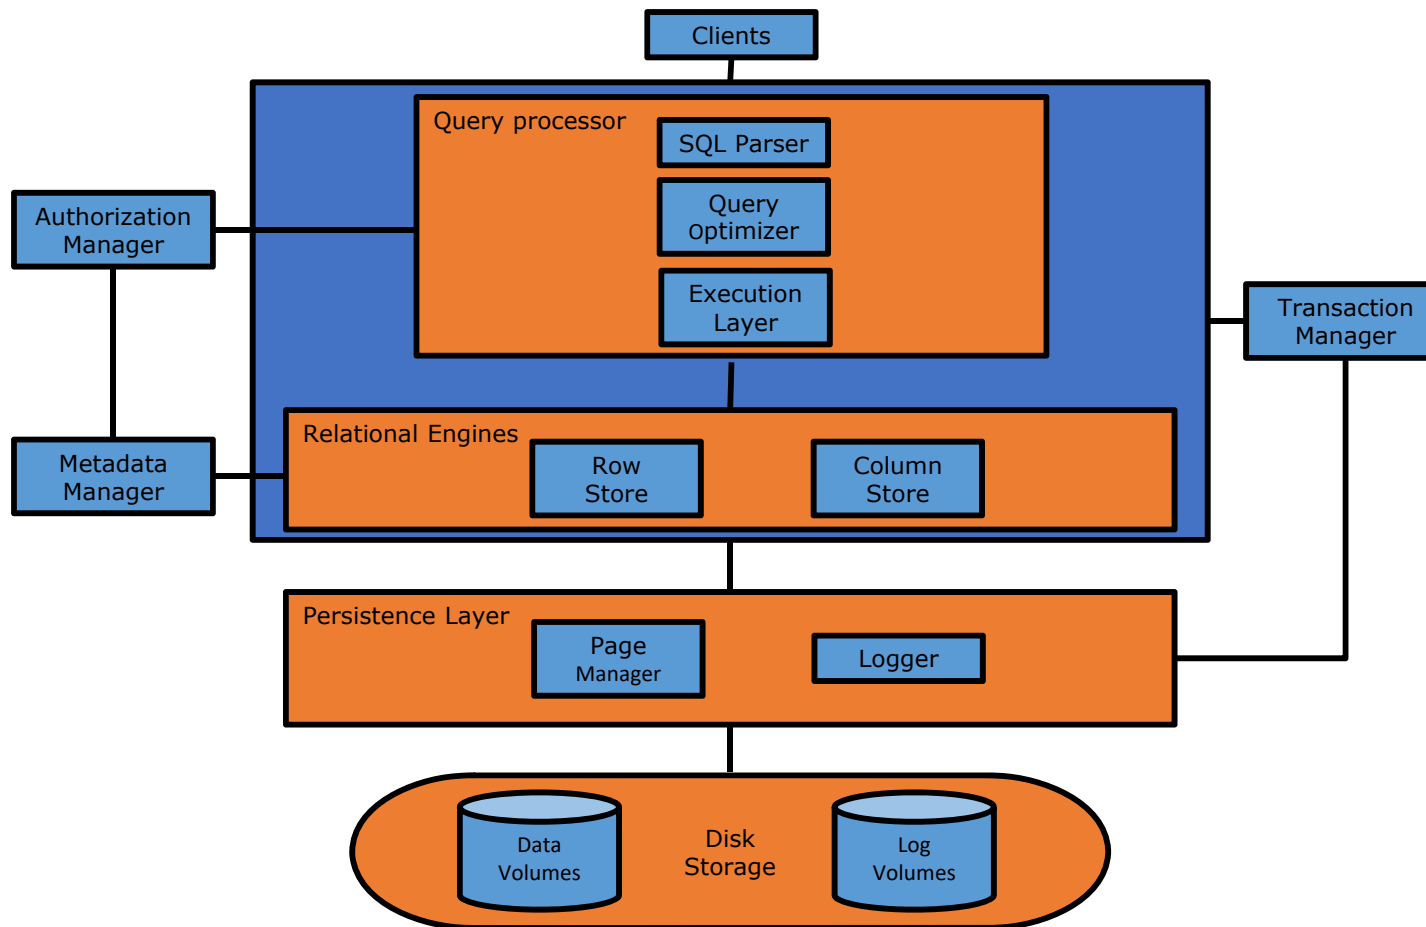 Clients
Query processor
SQL Parser
Query
Optimizer
Execution
Layer
Authorization
Manager
Transaction
Manager
Relational Engines
Row
Store
Column
Store
Metadada
Manager
Persistence Layer
Page
Manager
Logger
Data
Volumes
Disk
Storage
Log
Volumes